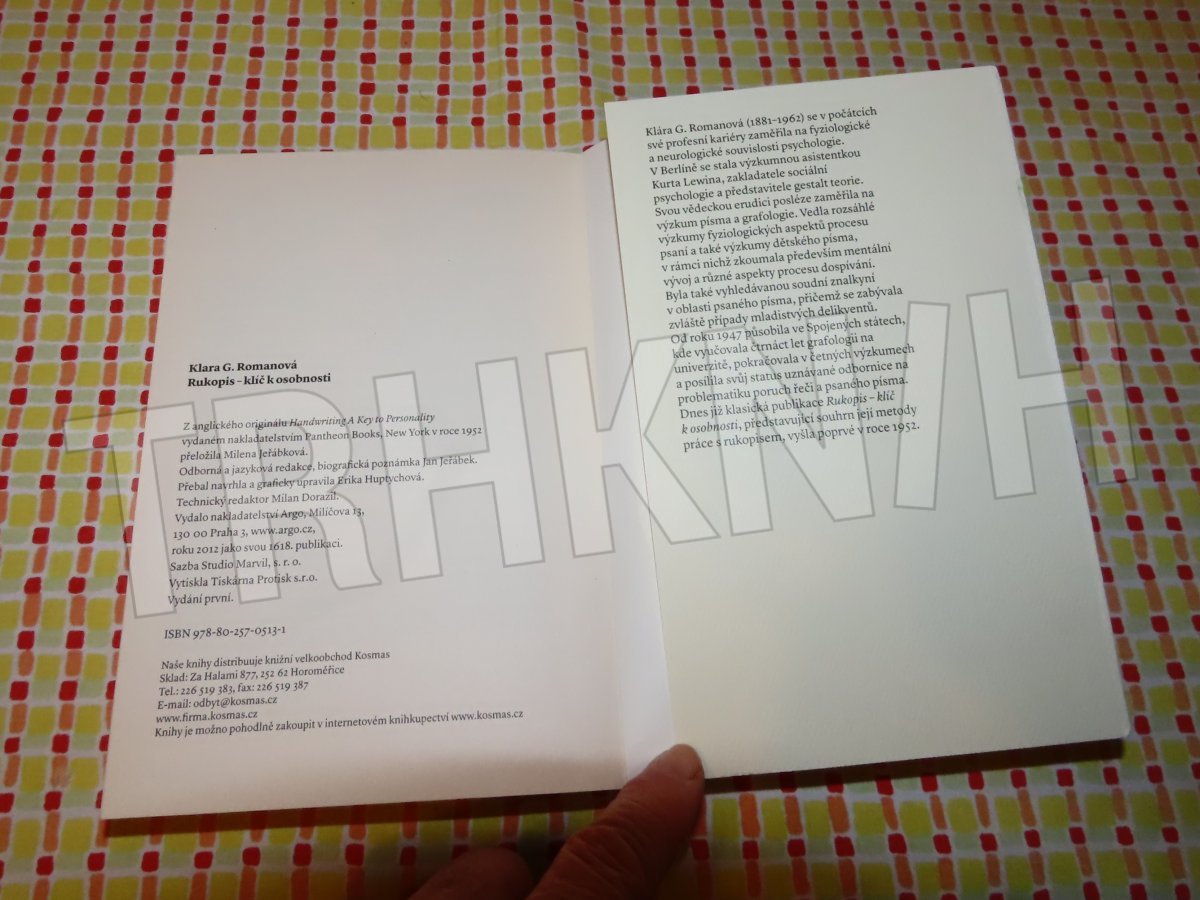 Klara G. Romanová
Rukopis – klíč k osobnosti
Z anglického originálu Handwriting A Key to Personality
vydaném nakladatelstvím Pantheon Books, New York v roce 1952
přeložila Milena Jeřábková.
Odborná a jazyková redakce, biografická poznámka Jan Jeřábek.
Přebal navrhla a graficky upravila Erika Huptychová.
Technický redaktor Milan Dorazil.
Vydalo nakladatelství Argo, Milíčova 13,
130 00 Praha 3, www.argo.cz,
roku 2012 jako svou 1618. publikaci.
Sazba Studio Marvil, s. r. o.
Vytiskla Tiskárna Protisk s.r.o.
Vydání první.
ISBN 978-80-257-0513-1
Naše knihy distribuuje knižní velkoobchod Kosmas
Sklad: Za Halami 877, 252 62 Horoměřice
Tel.: 226 519 383, fax: 226 519 387
E-mail: odbyt@kosmas.cz
www.firma.kosmas.cz
Knihy je možno pohodlně zakoupit v internetovém knihkupectví www.kosmas.cz
Klára G. Romanová (1881–1962) se v počátcích
své profesní kariéry zaměřila na fyziologické
a neurologické souvislosti psychologie.
V Berlíně se stala výzkumnou asistentkou
Kurta Lewina, zakladatele sociální
psychologie a představitele gestalt teorie.
Svou vědeckou erudici posléze zaměřila na
výzkum písma a grafologie. Vedla rozsáhlé
výzkumy fyziologických aspektů procesu
psaní a také výzkumy dětského písma,
v rámci nichž zkoumala především mentální
vývoj a různé aspekty procesu dospívání.
Byla také vyhledávanou soudní znalkyní
v oblasti psaného písma, přičemž se zabývala
zvláště případy mladistvých delikventů.
Od roku 1947 působila ve Spojených státech,
kde vyučovala čtrnáct let grafologii na
univerzitě, pokračovala v četných výzkumech
a posílila svůj status uznávané odbornice na
problematiku poruch řeči a psaného písma.
Dnes již klasická publikace Rukopis – klíč
k osobnosti, představující souhrn její metody
práce s rukopisem, vyšla poprvé v roce 1952.
TRHKNIH